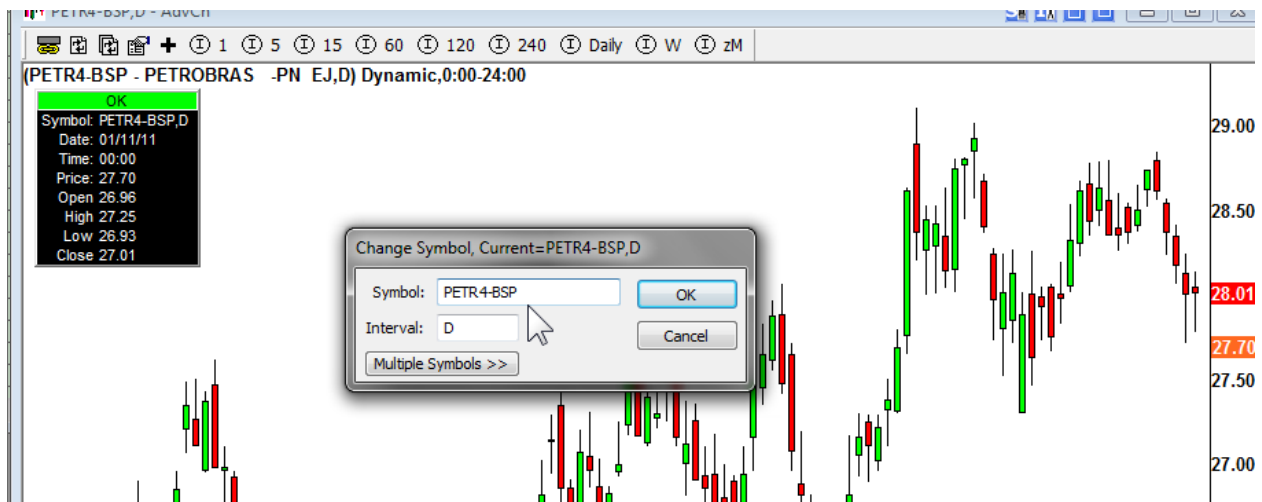 PETR4-BSP,D - AdvCh
1 5 15 60 120 240 Daily W zM
(PETR4-BSP - PETROBRAS -PN EJ,D) Dynamic,0:00-24:00
OK
Symbol: PETR4-BSP,D
Date: 01/11/11
Time: 00:00
Price: 27.70
Open 26.96
High 27.25
Low 26.93
Close 27.01
Change Symbol, Current=PETR4-BSP,D
Symbol: PETR4-BSP OK
Interval: D Cancel
Multiple Symbols >>
29.00
28.50
28.01
27.70
27.50
27.00